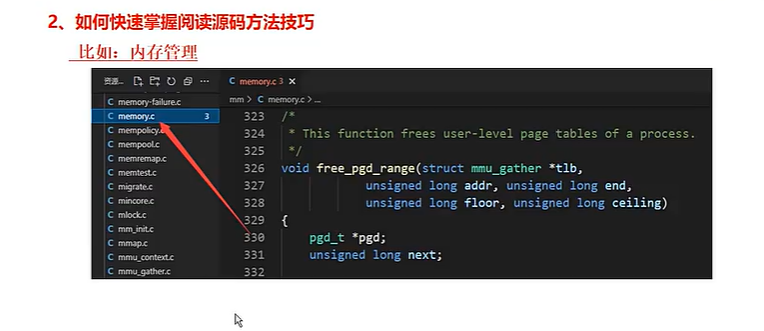 2、如何快速掌握阅读源码方法技巧
比如：内存管理
资源... ···
memory-failure.c
memory.c 3
mempolicy.c
mempool.c
memremap.c
memtest.c
migrate.c
mincore.c
mlock.c
mm_init.c
mmap.c
mmu_context.c
mmu_gather.c
C memory.c 3 ×
mm > C memory.c > ...
323 /*
324 * This function frees user-level page tables of a process.
325 */
326 void free_pgd_range(struct mmu_gather *tlb,
327 unsigned long addr, unsigned long end,
328 unsigned long floor, unsigned long ceiling)
329 {
330 pgd_t *pgd;
331 unsigned long next;
332